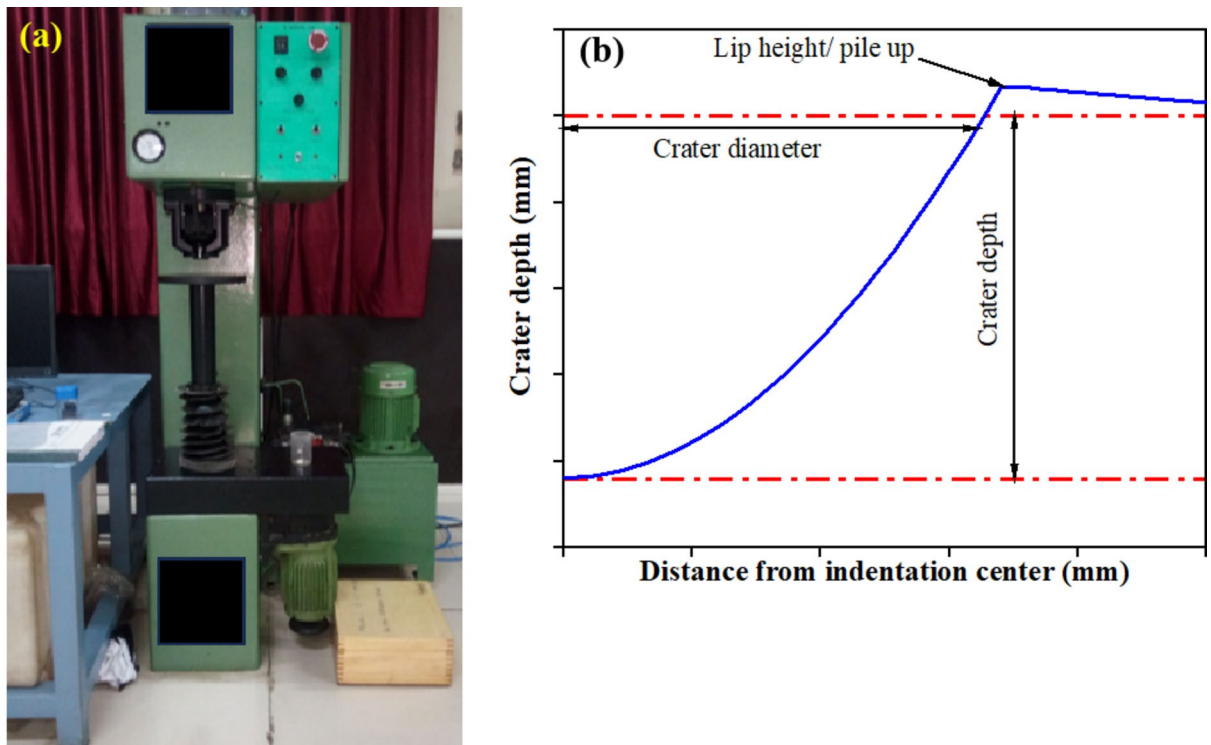 (a)
(b)
Lip height/ pile up
Crater diameter
Crater depth
Crater depth (mm)
Distance from indentation center (mm)